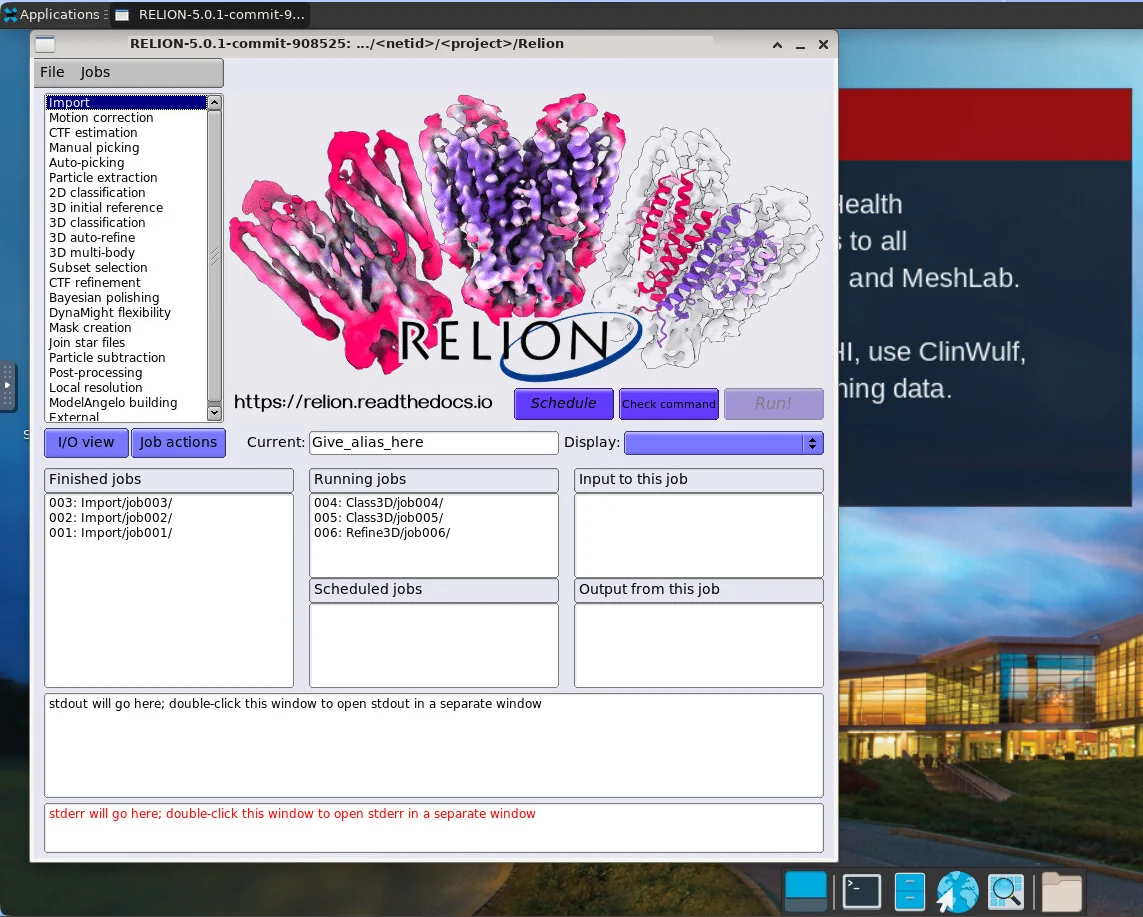 Applications
RELION-5.0.1-commit-9...
RELION-5.0.1-commit-908525: .../<netid>/<project>/Relion
File Jobs
Import
Motion correction
CTF estimation
Manual picking
Auto-picking
Particle extraction
2D classification
3D initial reference
3D classification
3D auto-refine
3D multi-body
Subset selection
CTF refinement
Bayesian polishing
DynaMight flexibility
Mask creation
Join star files
Particle subtraction
Post-processing
Local resolution
ModelAngelo building
External
RELION
https://relion.readthedocs.io
Schedule
Check command
Run!
I/O view
Job actions
Current: Give_alias_here
Display:
Finished jobs
003: Import/job003/
002: Import/job002/
001: Import/job001/
Running jobs
004: Class3D/job004/
005: Class3D/job005/
006: Refine3D/job006/
Scheduled jobs
Input to this job
Output from this job
stdout will go here; double-click this window to open stdout in a separate window
stderr will go here; double-click this window to open stderr in a separate window
to all
and MeshLab.
use ClinWulf,
data.